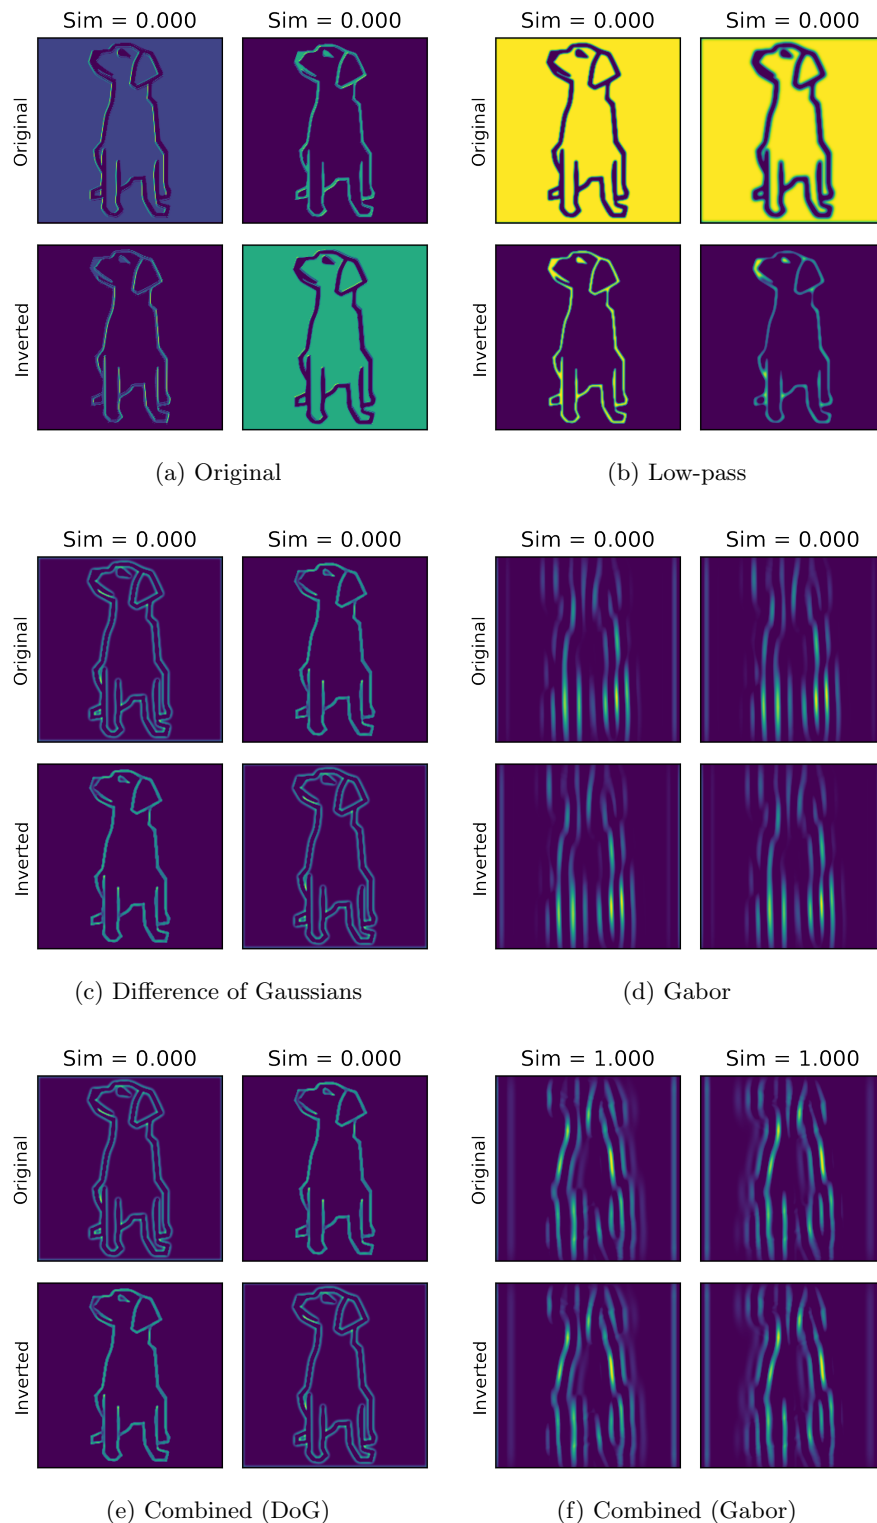 Sim = 0.000 Sim = 0.000 Sim = 0.000 Sim = 0.000
Original Original
Inverted Inverted
(a) Original (b) Low-pass
Sim = 0.000 Sim = 0.000 Sim = 0.000 Sim = 0.000
Original Original
Inverted Inverted
(c) Difference of Gaussians (d) Gabor
Sim = 0.000 Sim = 0.000 Sim = 1.000 Sim = 1.000
Original Original
Inverted Inverted
(e) Combined (DoG) (f) Combined (Gabor)